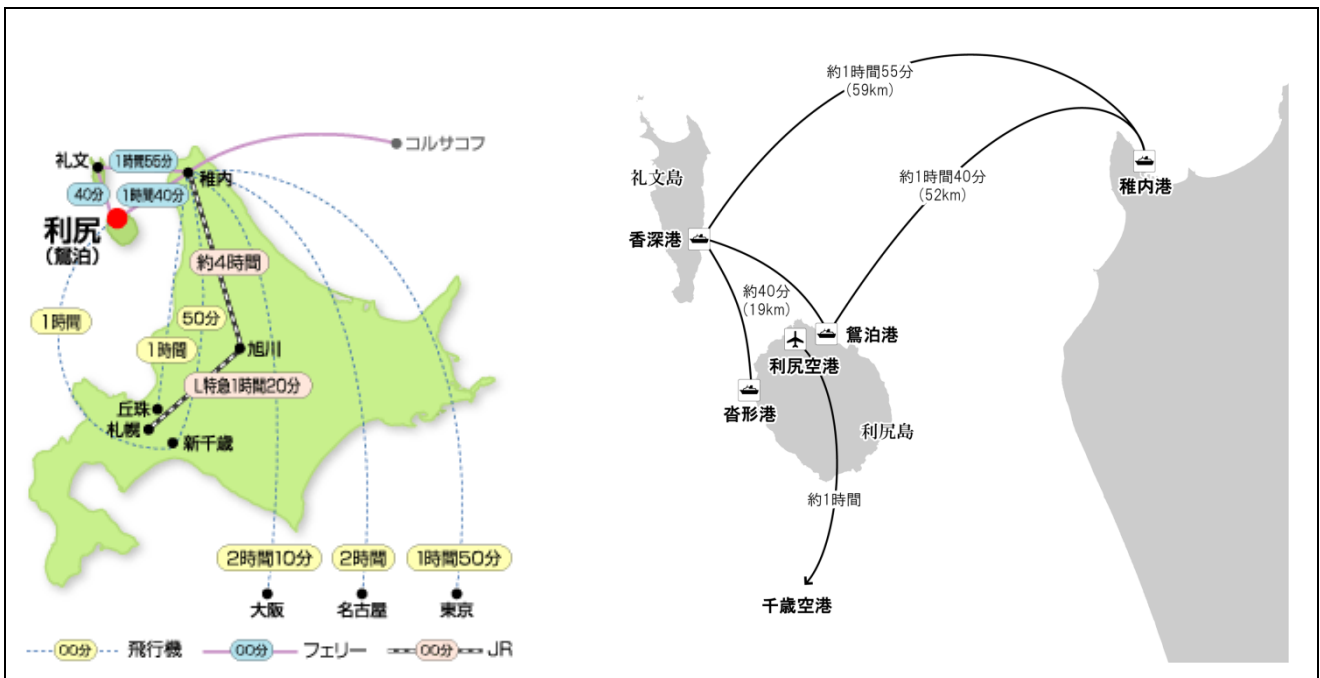 コルサコフ
礼文
1時間55分
稚内
40分
1時間40分
利尻
(鴛泊)
約4時間
1時間
50分
1時間
旭川
L特急1時間20分
丘珠
札幌
新千歳
2時間10分
2時間
1時間50分
大阪
名古屋
東京
00分
飛行機
00分
フェリー
00分
JR
約1時間55分
(59km)
礼文島
約1時間40分
(52km)
稚内港
香深港
約40分
(19km)
鴛泊港
利尻空港
沓形港
利尻島
約1時間
千歳空港